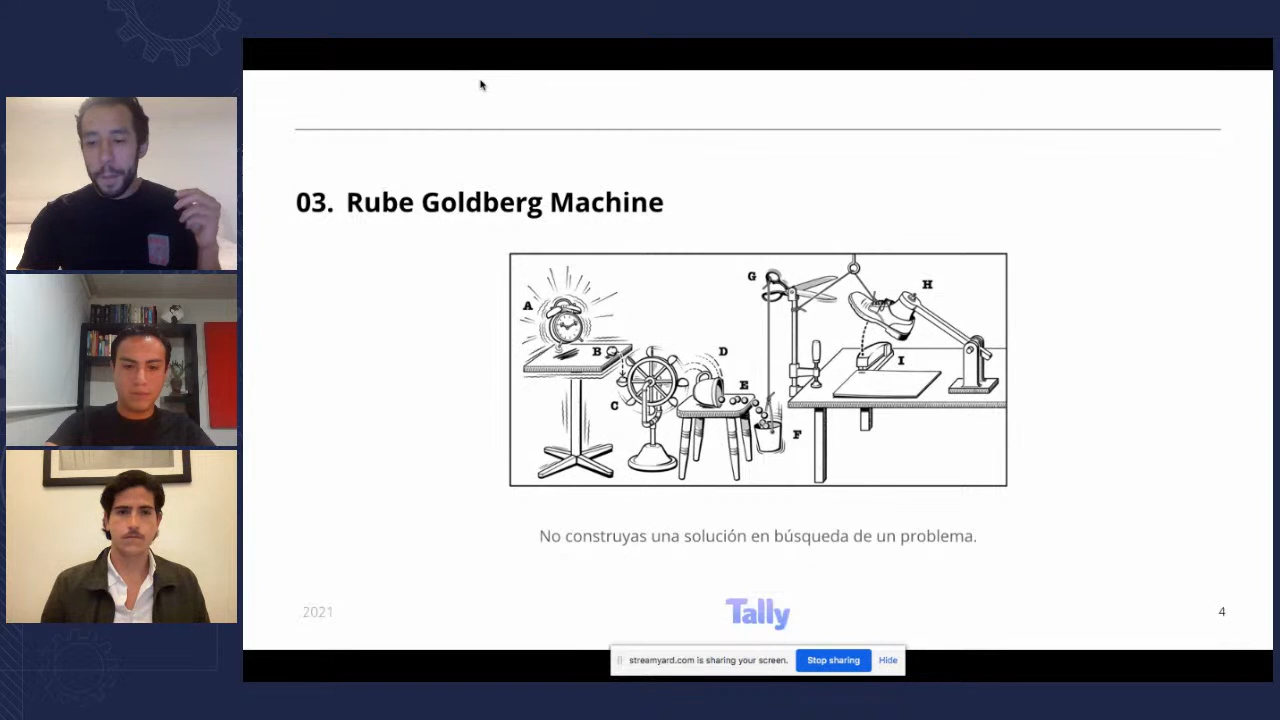 03. Rube Goldberg Machine
A
B
C
D
E
F
G
H
I
No construyas una solución en búsqueda de un problema.
2021
Tally
4
streamyard.com is sharing your screen. Stop sharing Hide